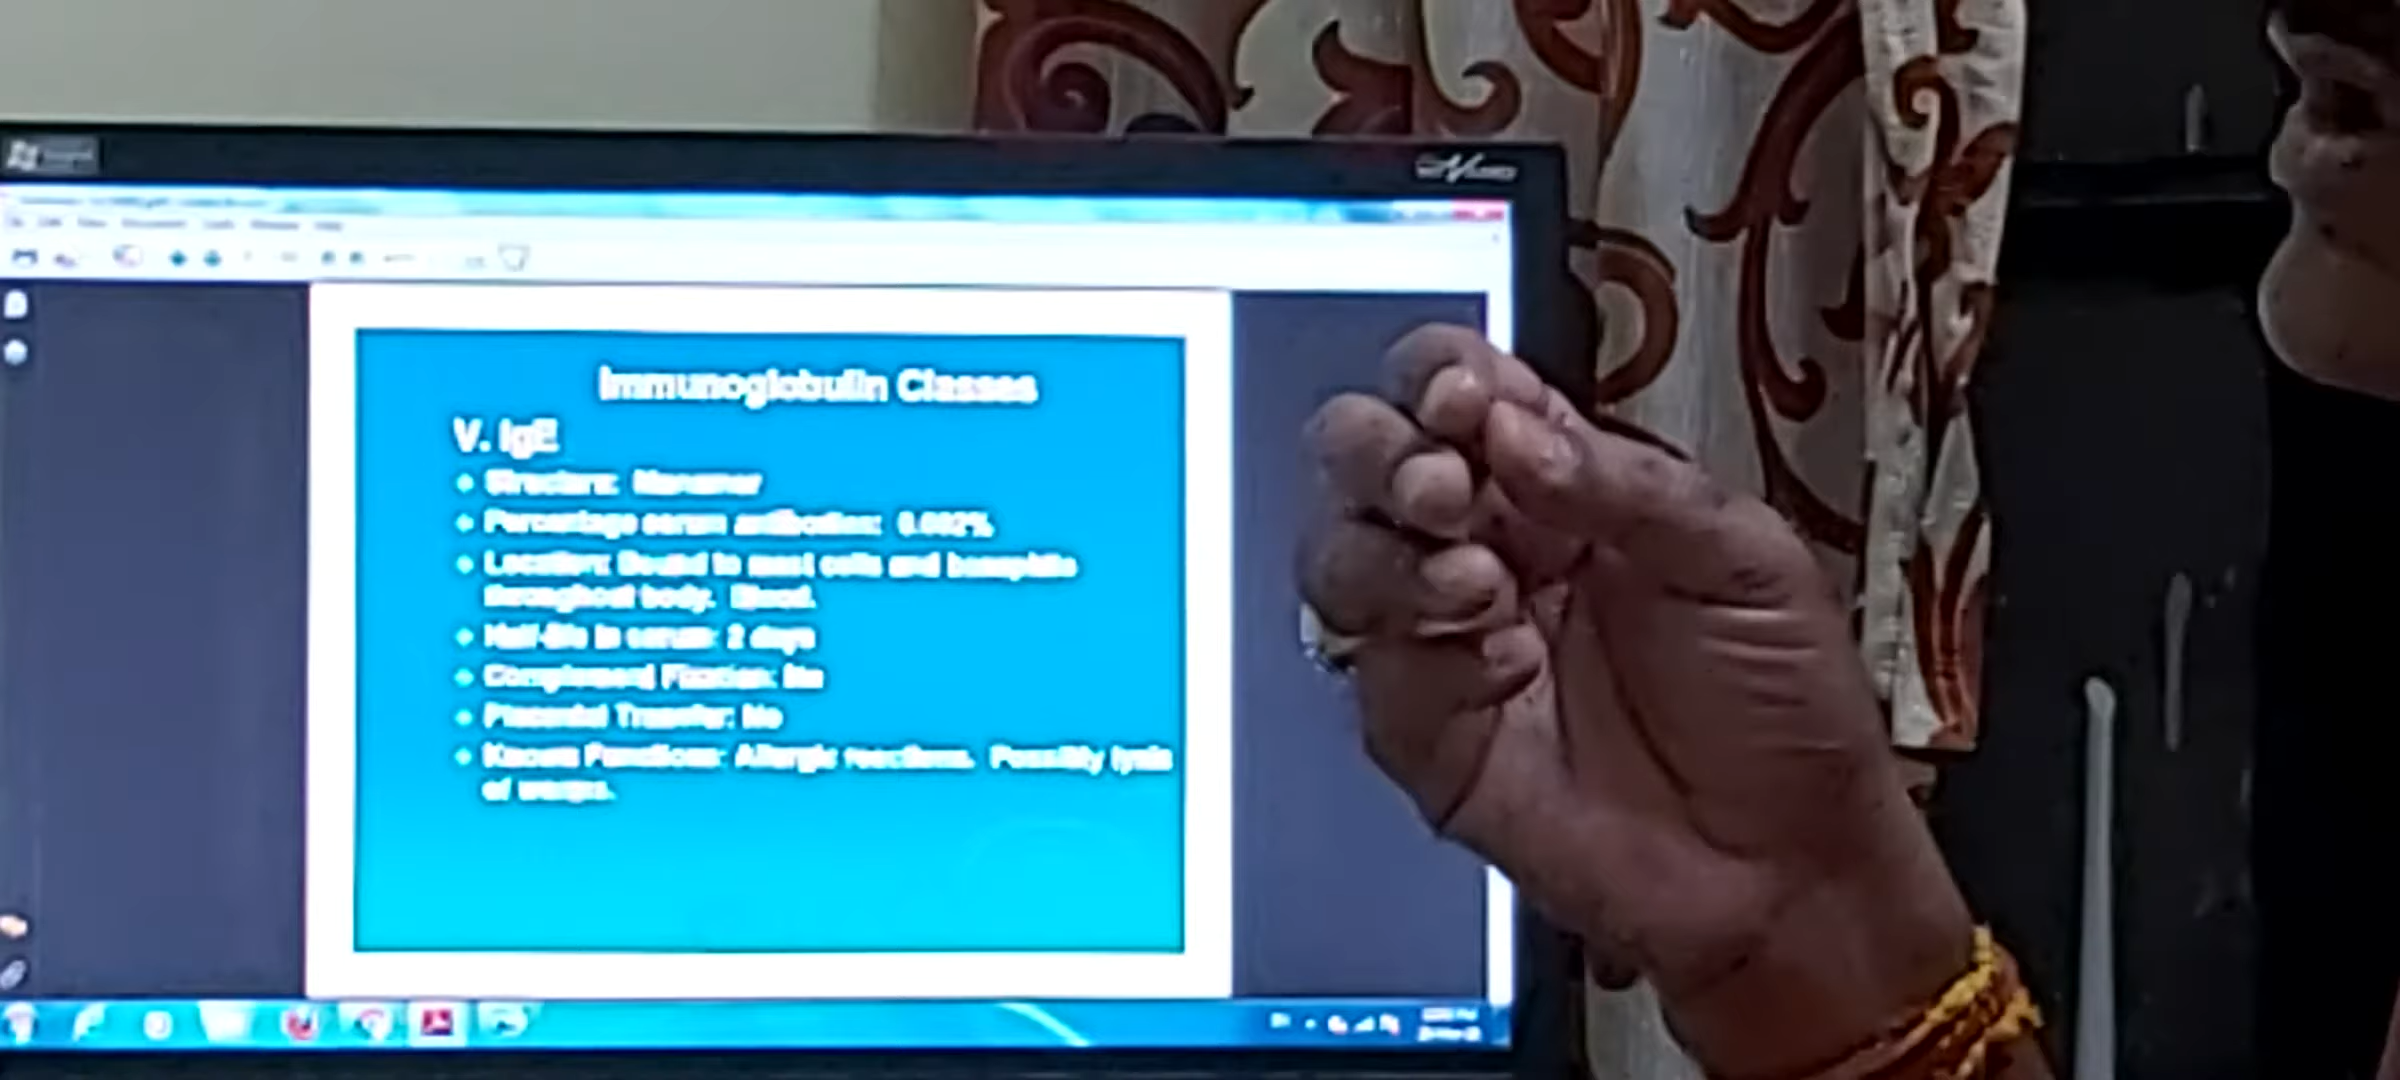 Immunoglobulin Classes
V. IgE
Structure: Monomer
Percentage serum antibodies: 0.002%
Location: Bound to mast cells and basophils
throughout body. Blood.
Half-life in serum: 2 days
Complement Fixation: No
Placental Transfer: No
Known Functions: Allergic reactions. Possibly lysis
of worms.